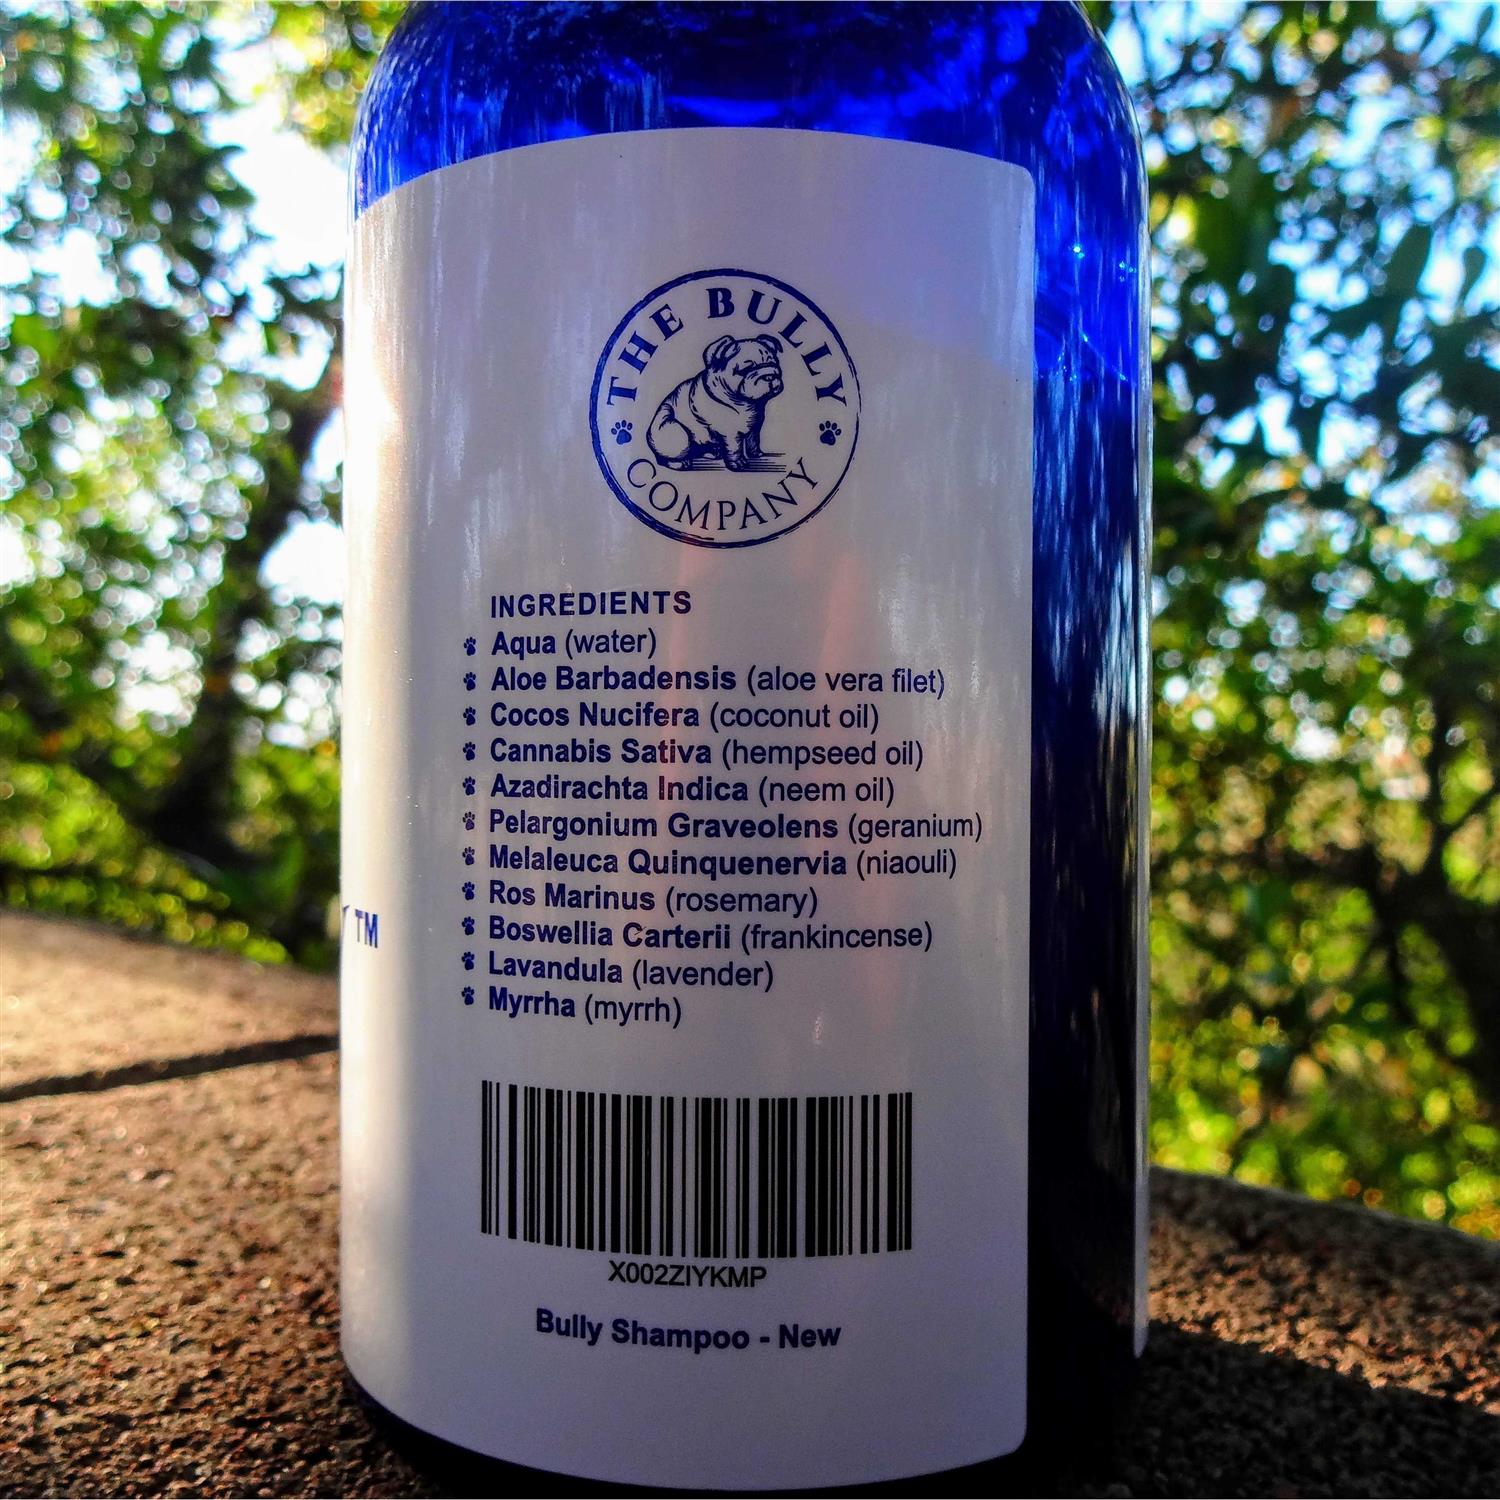 THE BULLY
COMPANY
INGREDIENTS
Aqua (water)
Aloe Barbadensis (aloe vera filet)
Cocos Nucifera (coconut oil)
Cannabis Sativa (hempseed oil)
Azadirachta Indica (neem oil)
Pelargonium Graveolens (geranium)
Melaleuca Quinquenervia (niaouli)
Ros Marinus (rosemary)
Boswellia Carterii (frankincense)
TM
Lavandula (lavender)
Myrrha (myrrh)
X002ZIYKMP
Bully Shampoo - New